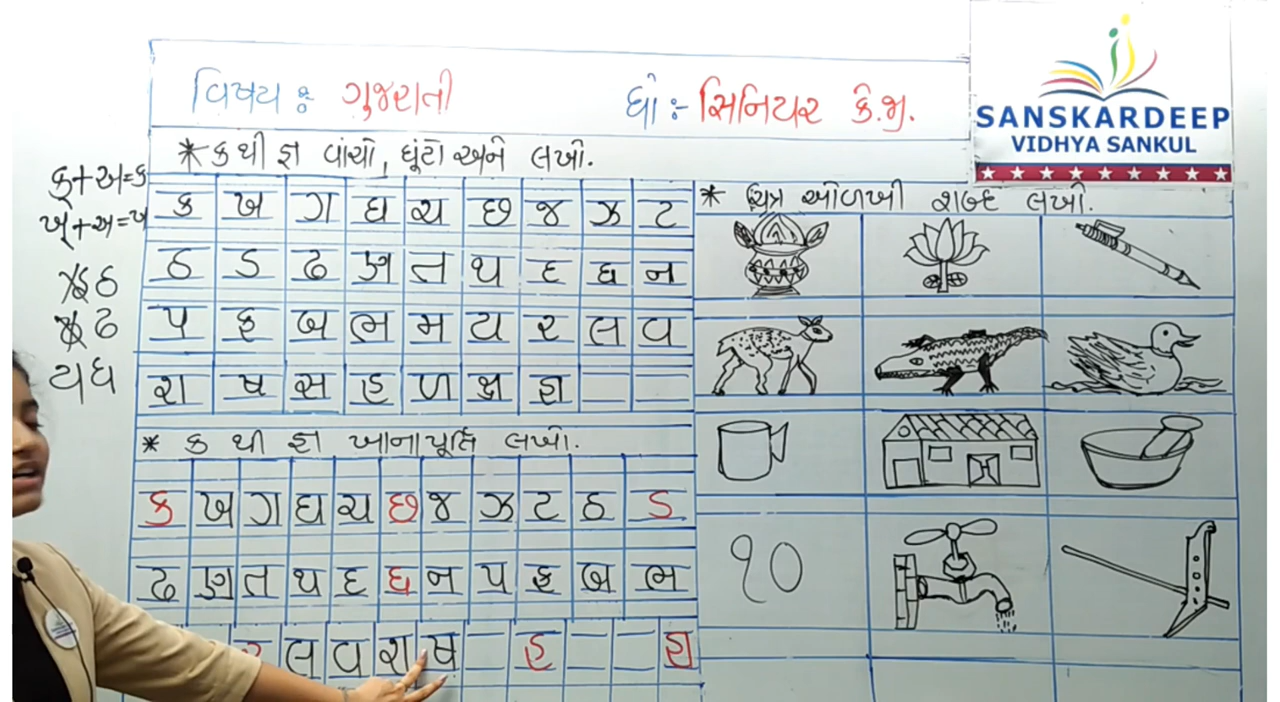 વિષય : ગુજરાતી
ધો :- સિનિયર કે.જી.
SANSKARDEEP
VIDHYA SANKUL
* ક થી જ્ઞ વાંચો, ઘૂંટો અને લખો.
ક્ + અ = ક
ખ્ + અ = ખ
ઠ
ઢ
ય ધ
ક ખ ગ ઘ ચ છ જ ઝ ટ
ઠ ડ ઢ ણ ત થ દ ધ ન
પ ફ બ ભ મ ય ર લ વ
શ ષ સ હ ળ ક્ષ જ્ઞ
* ક થી જ્ઞ ખાનાપૂર્તિ લખો.
ક ખ ગ ઘ ચ છ જ ઝ ટ ઠ ડ
ઢ ણ ત થ દ ધ ન પ ફ બ ભ
લ વ શ ષ _ હ _ _ જ્ઞ
* ચિત્ર ઓળખી શબ્દ લખો.
૧૦